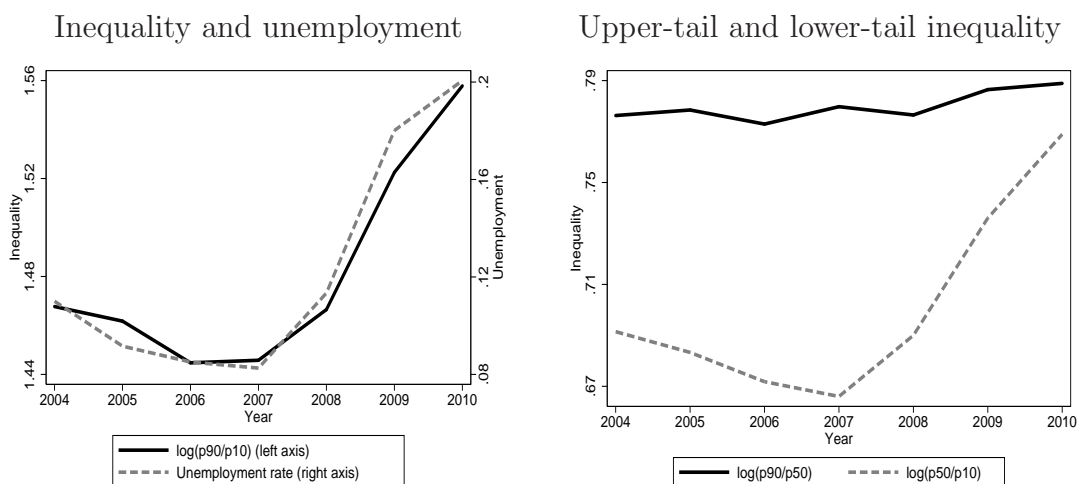 Inequality and unemployment
1.56
1.52
1.48
1.44
Inequality
.2
.16
.12
.08
Unemployment
2004 2005 2006 2007 2008 2009 2010
Year
log(p90/p10) (left axis)
Unemployment rate (right axis)
Upper-tail and lower-tail inequality
.79
.75
.71
.67
Inequality
2004 2005 2006 2007 2008 2009 2010
Year
log(p90/p50) log(p50/p10)